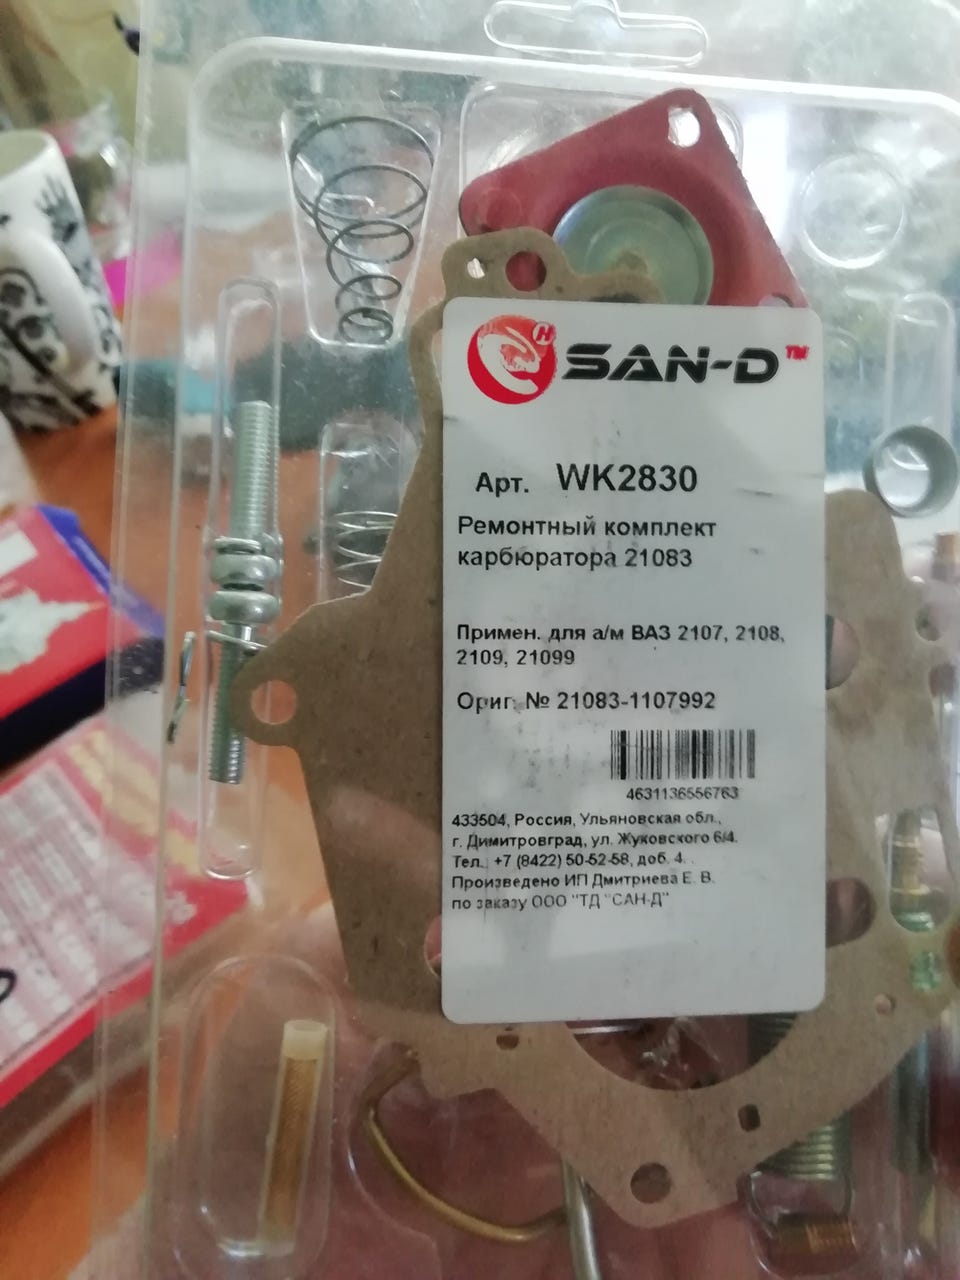 SAN-D™
Арт. WK2830
Ремонтный комплект
карбюратора 21083
Примен. для а/м ВАЗ 2107, 2108,
2109, 21099
Ориг. № 21083-1107992
4631136556763
433504, Россия, Ульяновская обл.,
г. Димитровград, ул. Жуковского 6/4.
Тел.: +7 (8422) 50-52-58, доб. 4.
Произведено ИП Дмитриева Е. В.
по заказу ООО "ТД "САН-Д"